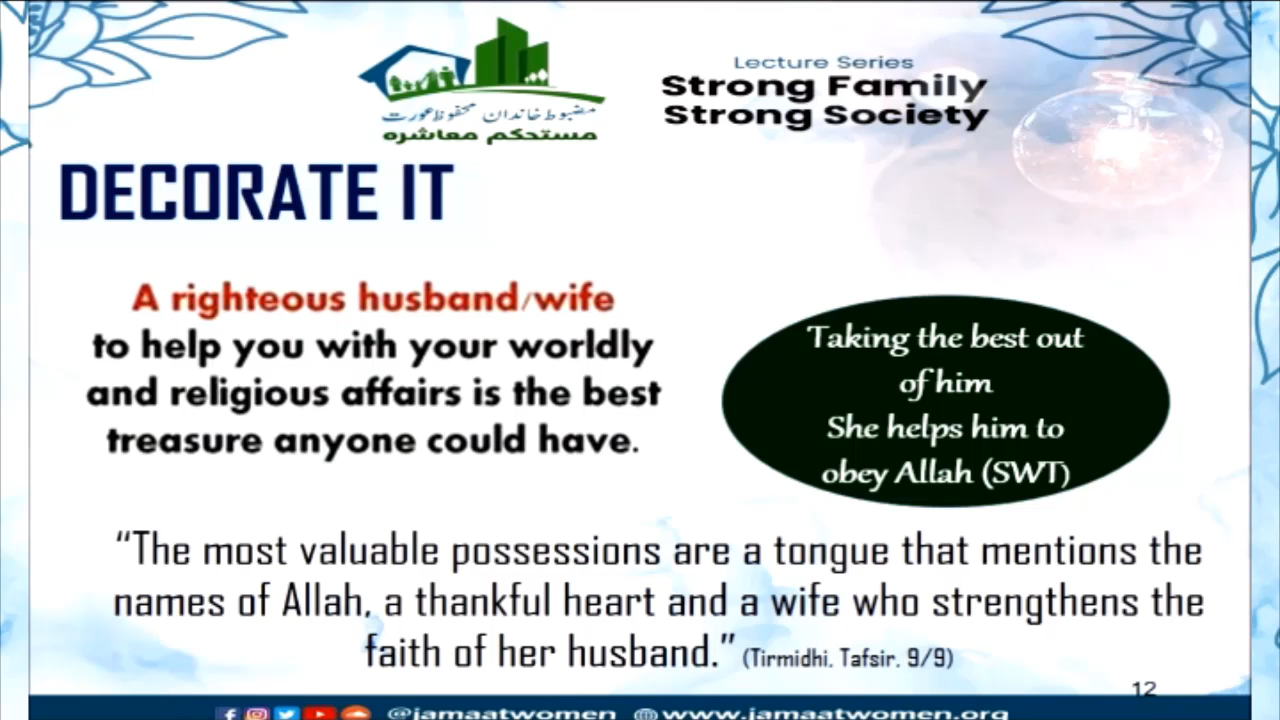 Lecture Series
Strong Family
Strong Society
مضبوط خاندان محفوظ عورت
مستحکم معاشرہ
DECORATE IT
A righteous husband/wife
to help you with your worldly
and religious affairs is the best
treasure anyone could have.
Taking the best out
of him
She helps him to
obey Allah (SWT)
“The most valuable possessions are a tongue that mentions the
names of Allah, a thankful heart and a wife who strengthens the
faith of her husband.” (Tirmidhi, Tafsir, 9/9)
12
@jamaatwomen www.jamaatwomen.org